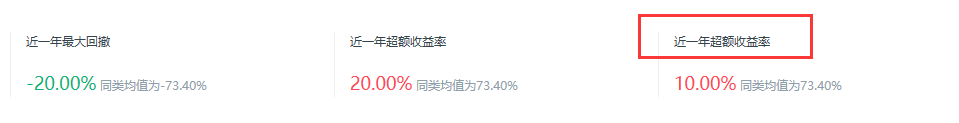 近一年最大回撤 近一年超额收益率 近一年超额收益率
-20.00% 同类均值为-73.40% 20.00% 同类均值为73.40% 10.00% 同类均值为73.40%